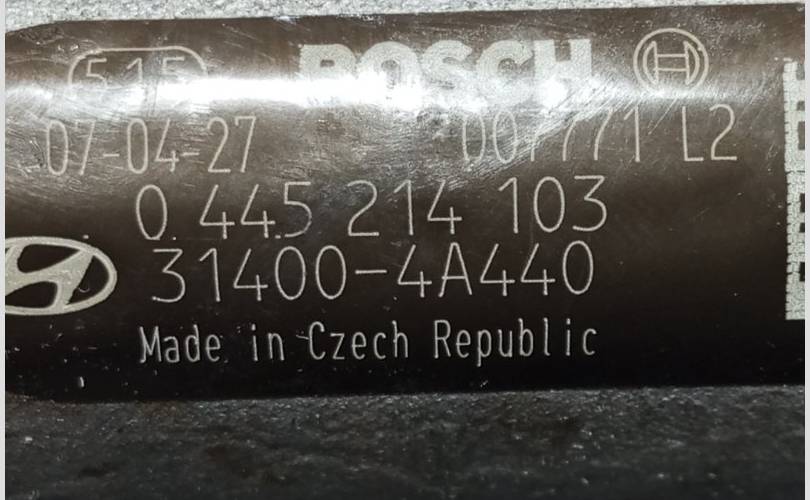 515 BOSCH
07-04-27 007771 L2
0 445 214 103
31400-4A440
Made in Czech Republic